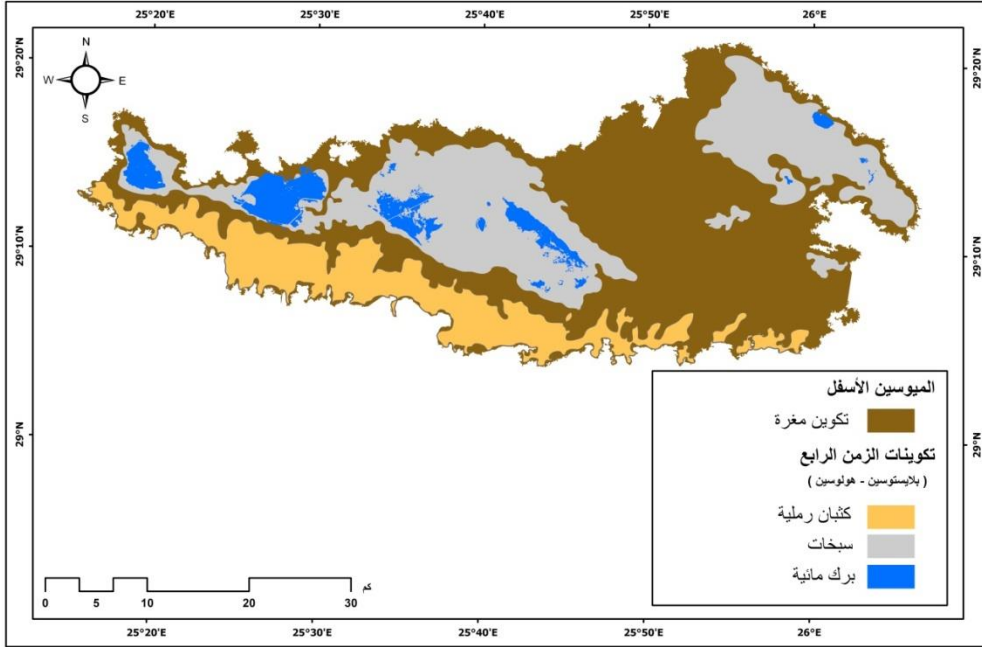 25°20'E 25°30'E 25°40'E 25°50'E 26°E
29°20'N 29°20'N
N
W E
S
29°10'N 29°10'N
29°N 29°N
الميوسين الأسفل
تكوين مغرة
تكوينات الزمن الرابع
( بلايستوسين - هولوسين )
كثبان رملية
سبخات
برك مائية
كم
0 5 10 20 30
25°20'E 25°30'E 25°40'E 25°50'E 26°E